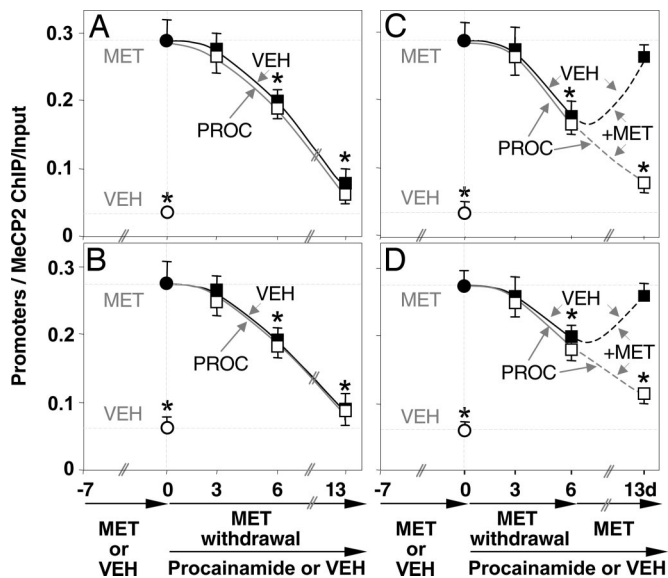 A
C
0.3
MET
VEH
*
PROC
0.2
*
0.1
VEH
*
0
MET
VEH
*
+MET
PROC
VEH
*
*
B
D
0.3
MET
VEH
*
PROC
0.2
0.1
VEH
*
*
0
MET
VEH
*
+MET
PROC
VEH
*
*
Promoters / MeCP2 ChIP/Input
-7 0 3 6 13
-7 0 3 6 13d
MET
or
VEH
MET
withdrawal
Procainamide or VEH
MET
or
VEH
MET
withdrawal
MET
Procainamide or VEH